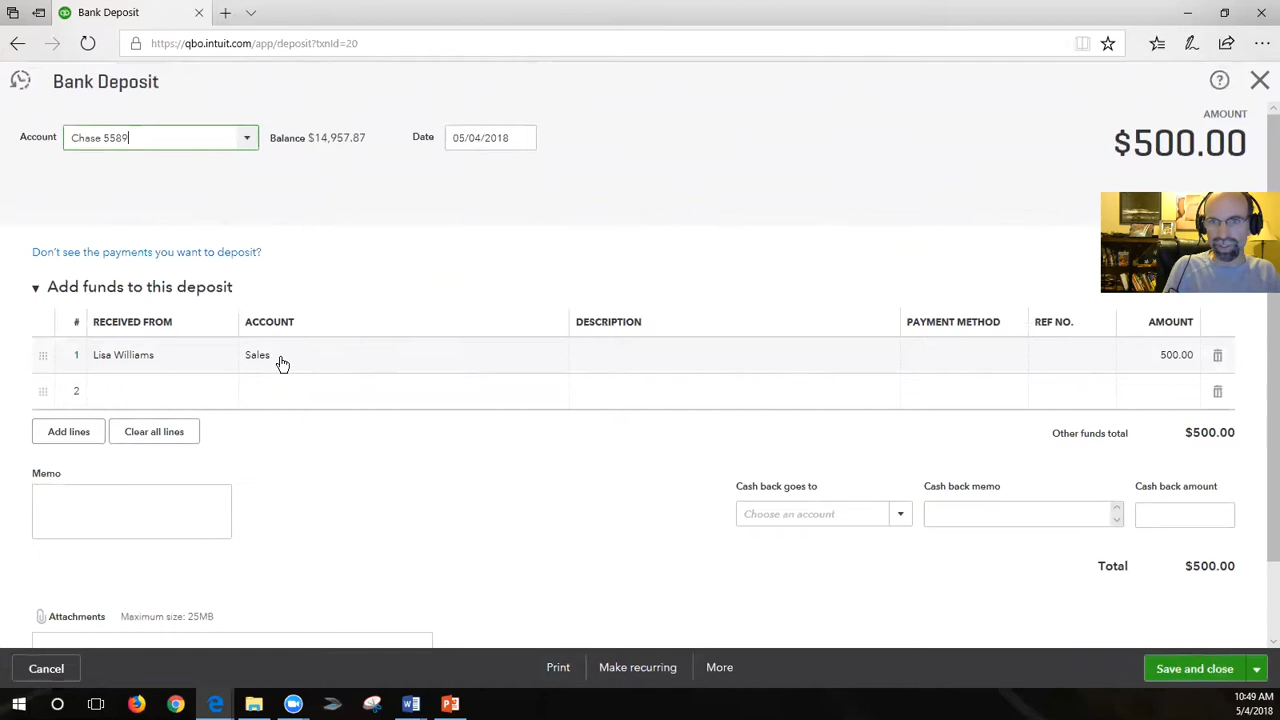 QuickBooks
https://qbo.intuit.com/app/deposit?txnId=20
Bank Deposit
AMOUNT
Account Chase 5589 Balance $14,957.87 Date 05/04/2018 $500.00
Don't see the payments you want to deposit?
Add funds to this deposit
# RECEIVED FROM ACCOUNT DESCRIPTION PAYMENT METHOD REF NO. AMOUNT
1 Lisa Williams Sales 500.00
2
Add lines Clear all lines Other funds total $500.00
Memo Cash back goes to Cash back memo Cash back amount
Choose an account
Total $500.00
Attachments Maximum size: 25MB
Cancel Print Make recurring More Save and close
10:49 AM
5/4/2018